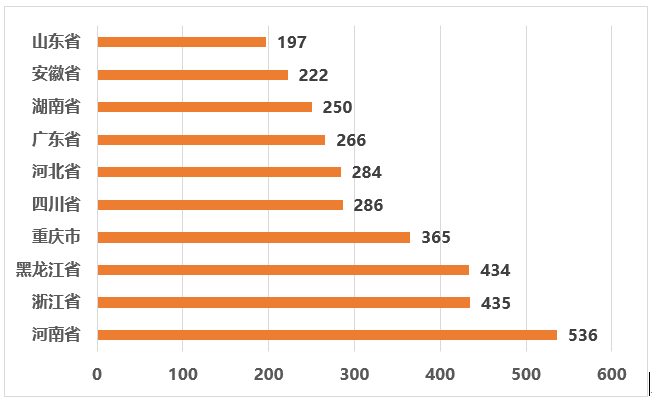 山东省 197
安徽省 222
湖南省 250
广东省 266
河北省 284
四川省 286
重庆市 365
黑龙江省 434
浙江省 435
河南省 536
0 100 200 300 400 500 600